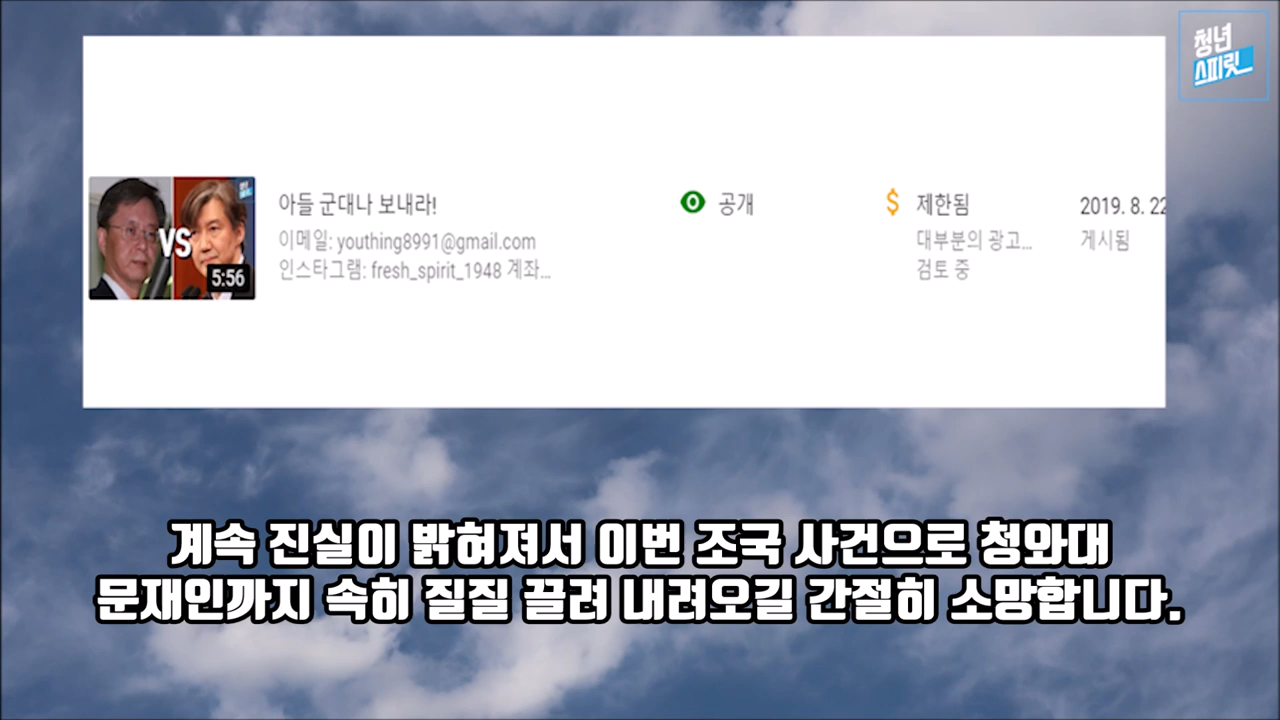 청년
스피릿
아들 군대나 보내라!
공개
제한됨
2019. 8. 22
이메일: youthing8991@gmail.com
대부분의 광고...
게시됨
인스타그램: fresh_spirit_1948 계좌...
검토 중
VS
5:56
계속 진실이 밝혀져서 이번 조국 사건으로 청와대
문재인까지 속히 질질 끌려 내려오길 간절히 소망합니다.